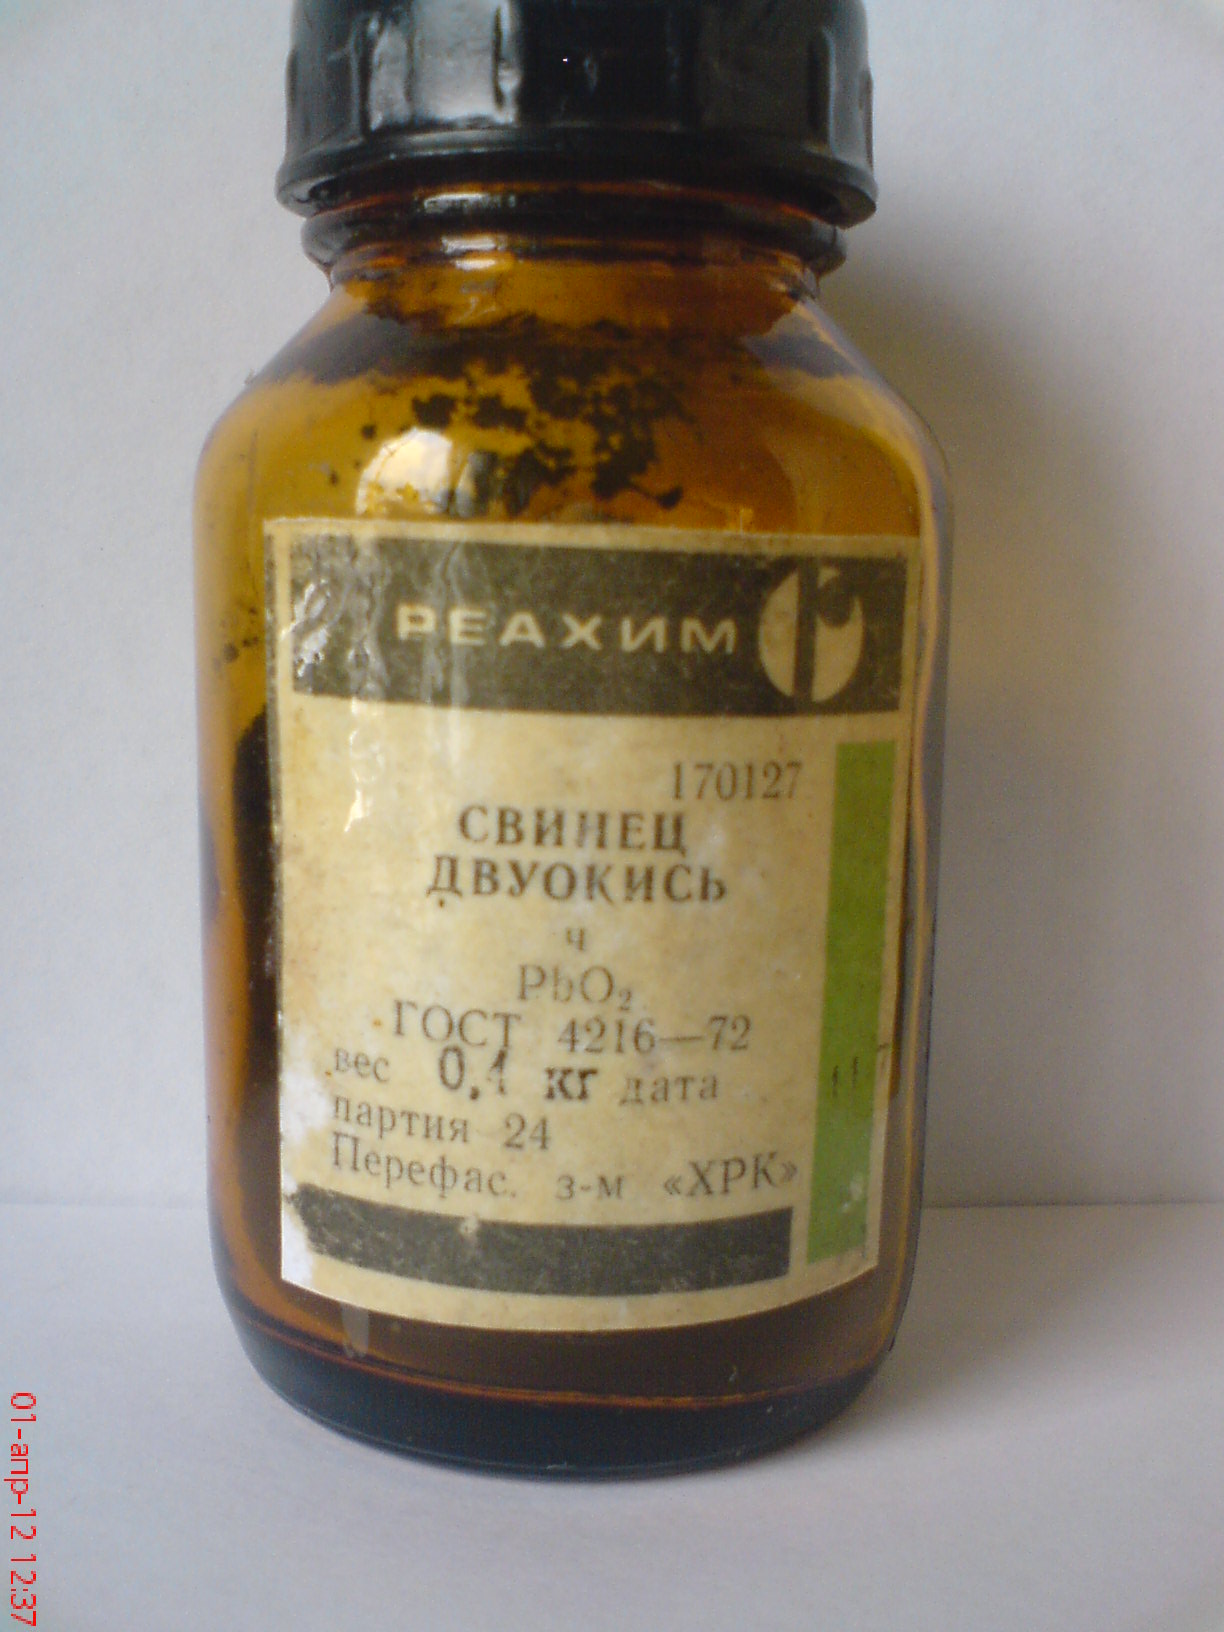 РЕАХИМ
170127
СВИНЕЦ
ДВУОКИСЬ
ч
PbO₂
ГОСТ 4216—72
вес 0,1 кг дата
партия 24
Перефас. з-м «ХРК»
01-апр-12 12:37